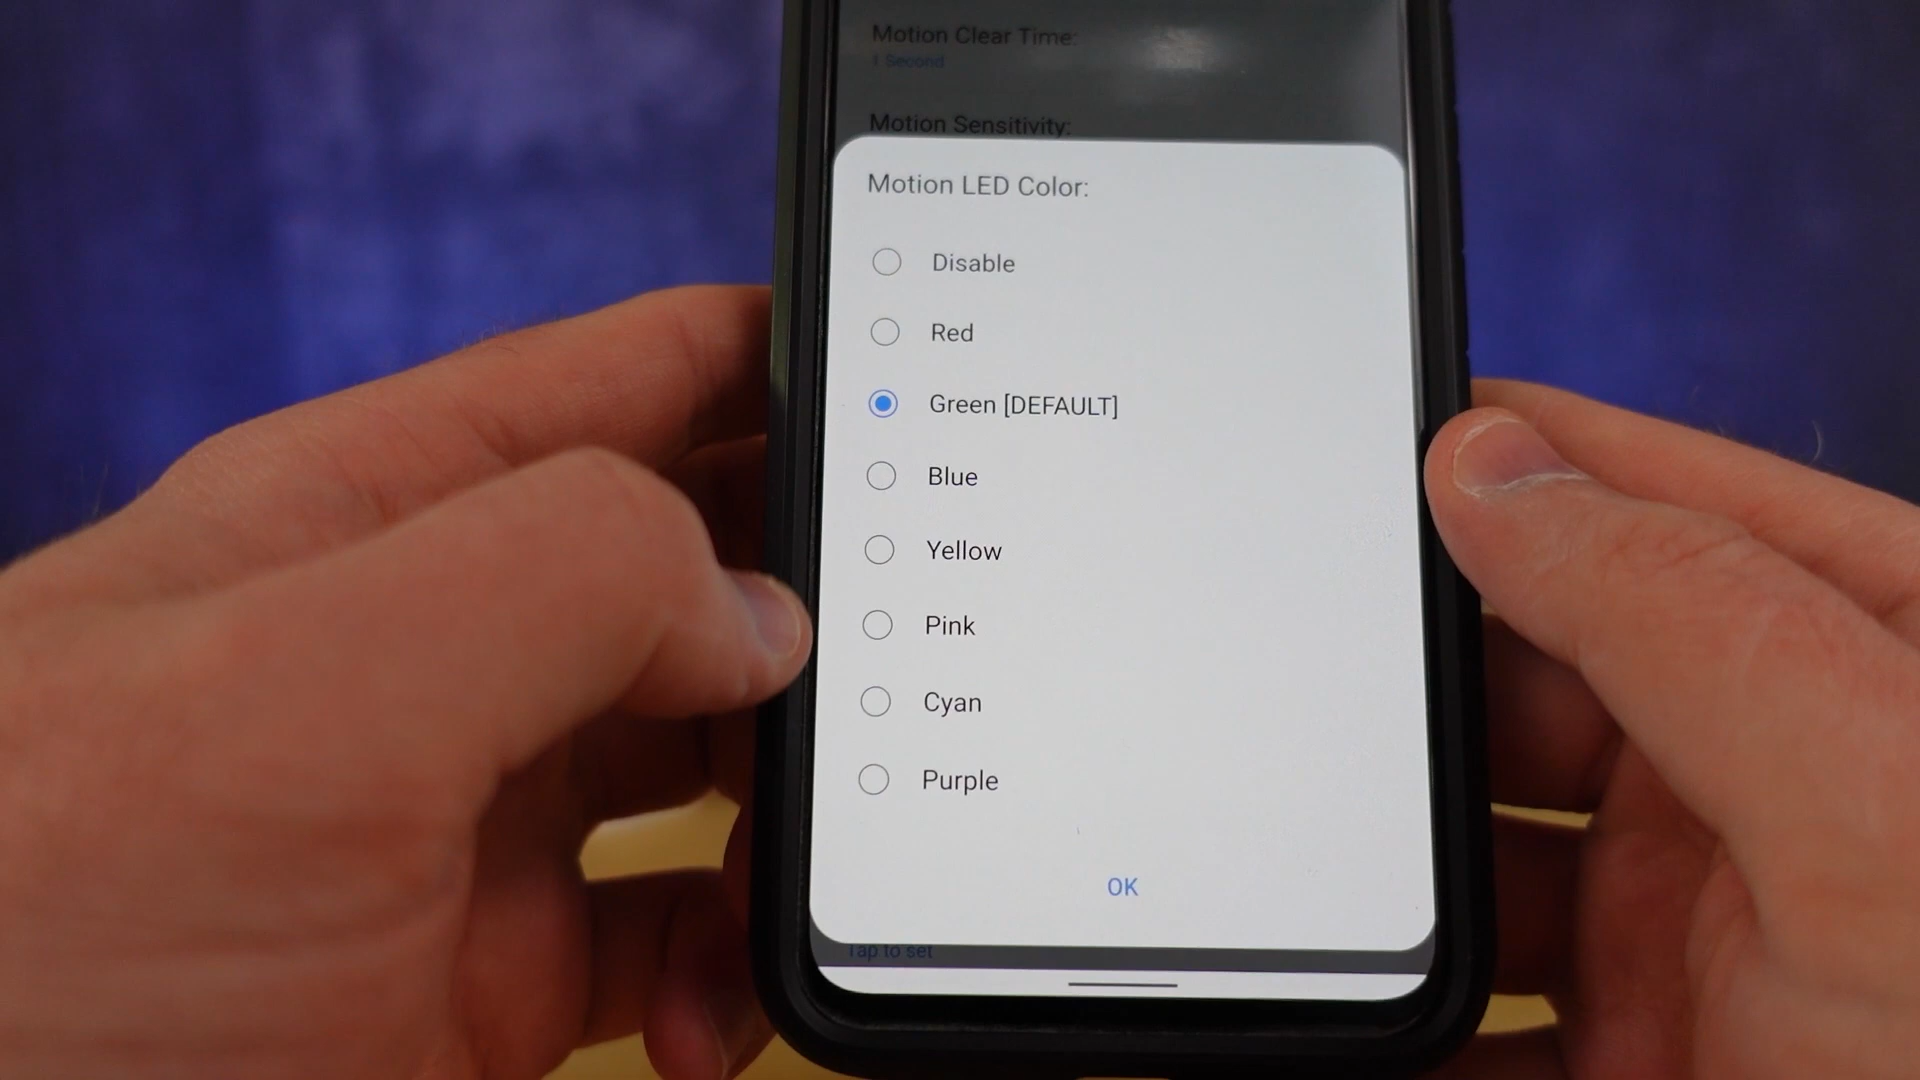 Motion Clear Time:
1 Second
Motion Sensitivity:
Motion LED Color:
Disable
Red
Green [DEFAULT]
Blue
Yellow
Pink
Cyan
Purple
OK
Tap to set